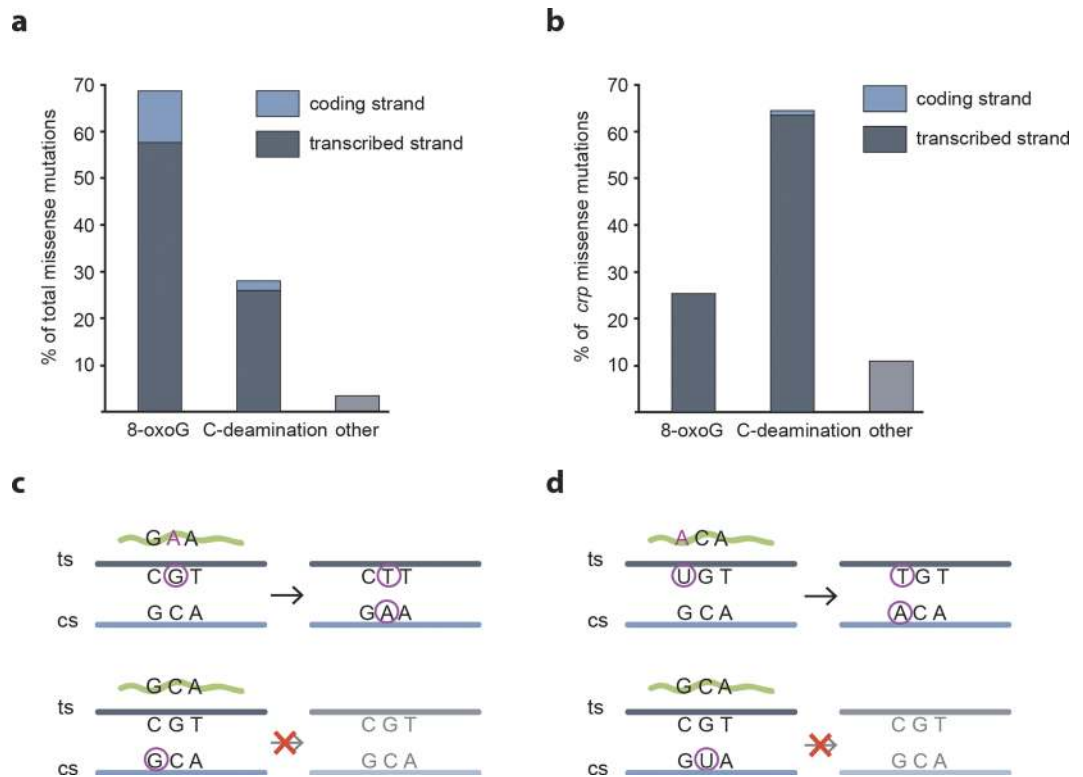 a
70
60
50
40
30
20
10
% of total missense mutations
coding strand
transcribed strand
8-oxoG C-deamination other
b
70
60
50
40
30
20
10
% of crp missense mutations
coding strand
transcribed strand
8-oxoG C-deamination other
c
G A A
ts
C G T
G C A
cs
C T T
G A A
G C A
ts
C G T
G C A
cs
C G T
G C A
d
A C A
ts
U G T
G C A
cs
T G T
A C A
G C A
ts
C G T
G U A
cs
C G T
G C A